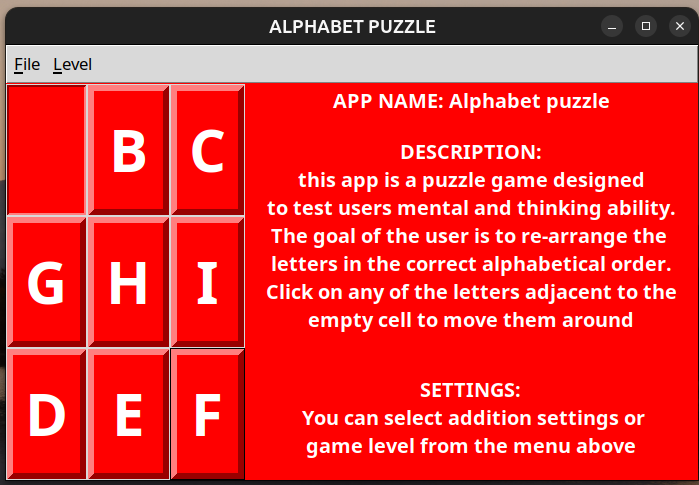 ALPHABET PUZZLE
File Level
B C
G H I
D E F
APP NAME: Alphabet puzzle
DESCRIPTION:
this app is a puzzle game designed
to test users mental and thinking ability.
The goal of the user is to re-arrange the
letters in the correct alphabetical order.
Click on any of the letters adjacent to the
empty cell to move them around
SETTINGS:
You can select addition settings or
game level from the menu above